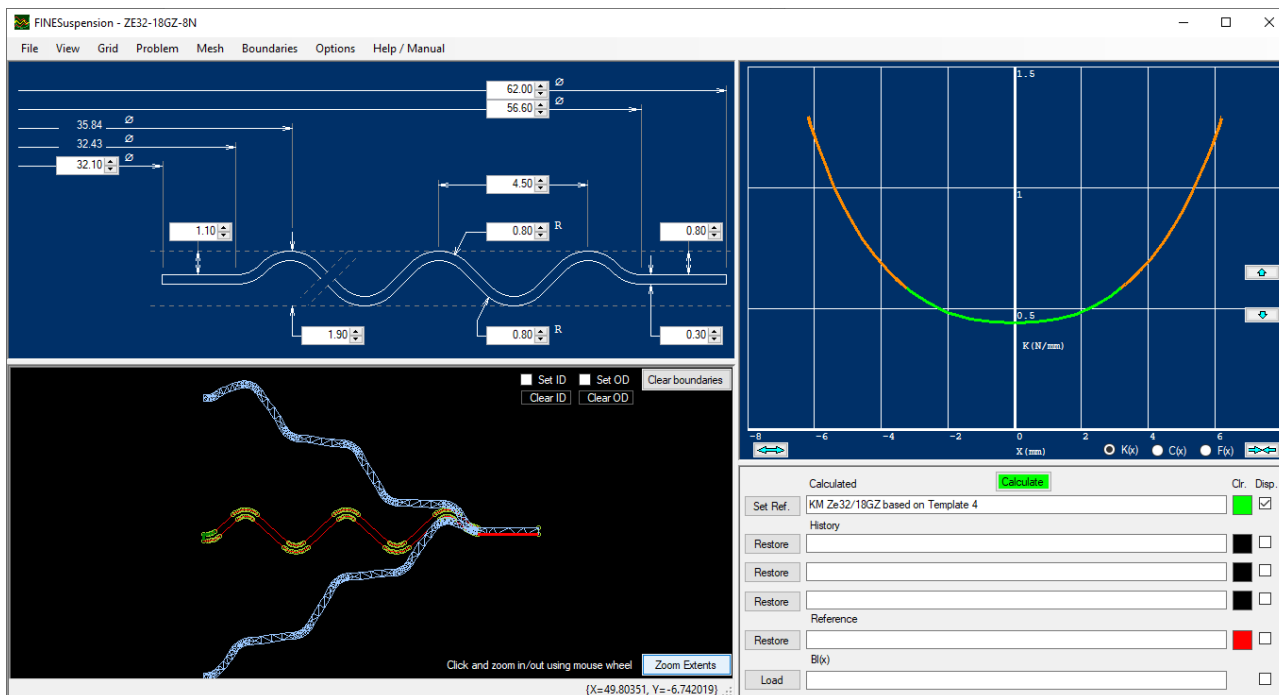 FINESuspension - ZE32-18GZ-8N
File View Grid Problem Mesh Boundaries Options Help / Manual
62.00 Ø
56.60 Ø
35.84 Ø
32.43 Ø
32.10 Ø
4.50
1.10
0.80 R
0.80
1.90
0.80 R
0.30
1.5
1
0.5
K(N/mm)
-8 -6 -4 -2 0 2 4 6
X(mm)
K(x) C(x) F(x)
Set ID Set OD Clear boundaries
Clear ID Clear OD
Click and zoom in/out using mouse wheel Zoom Extents
{X=49.80351, Y=-6.742019}
Calculated Calculate Clr. Disp.
Set Ref. KM Ze32/18GZ based on Template 4
History
Restore
Restore
Restore
Reference
Restore
Bl(x)
Load